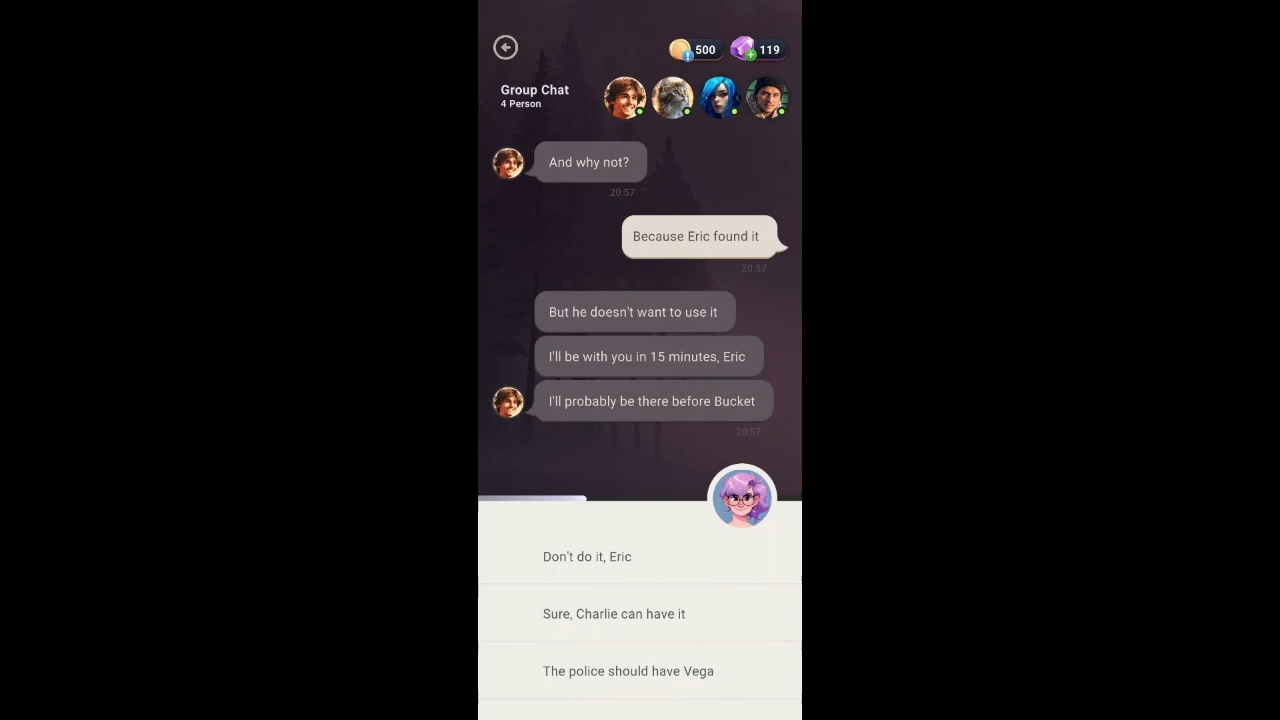 500
119
Group Chat
4 Person
And why not?
20:57
Because Eric found it
20:57
But he doesn't want to use it
I'll be with you in 15 minutes, Eric
I'll probably be there before Bucket
20:57
Don't do it, Eric
Sure, Charlie can have it
The police should have Vega